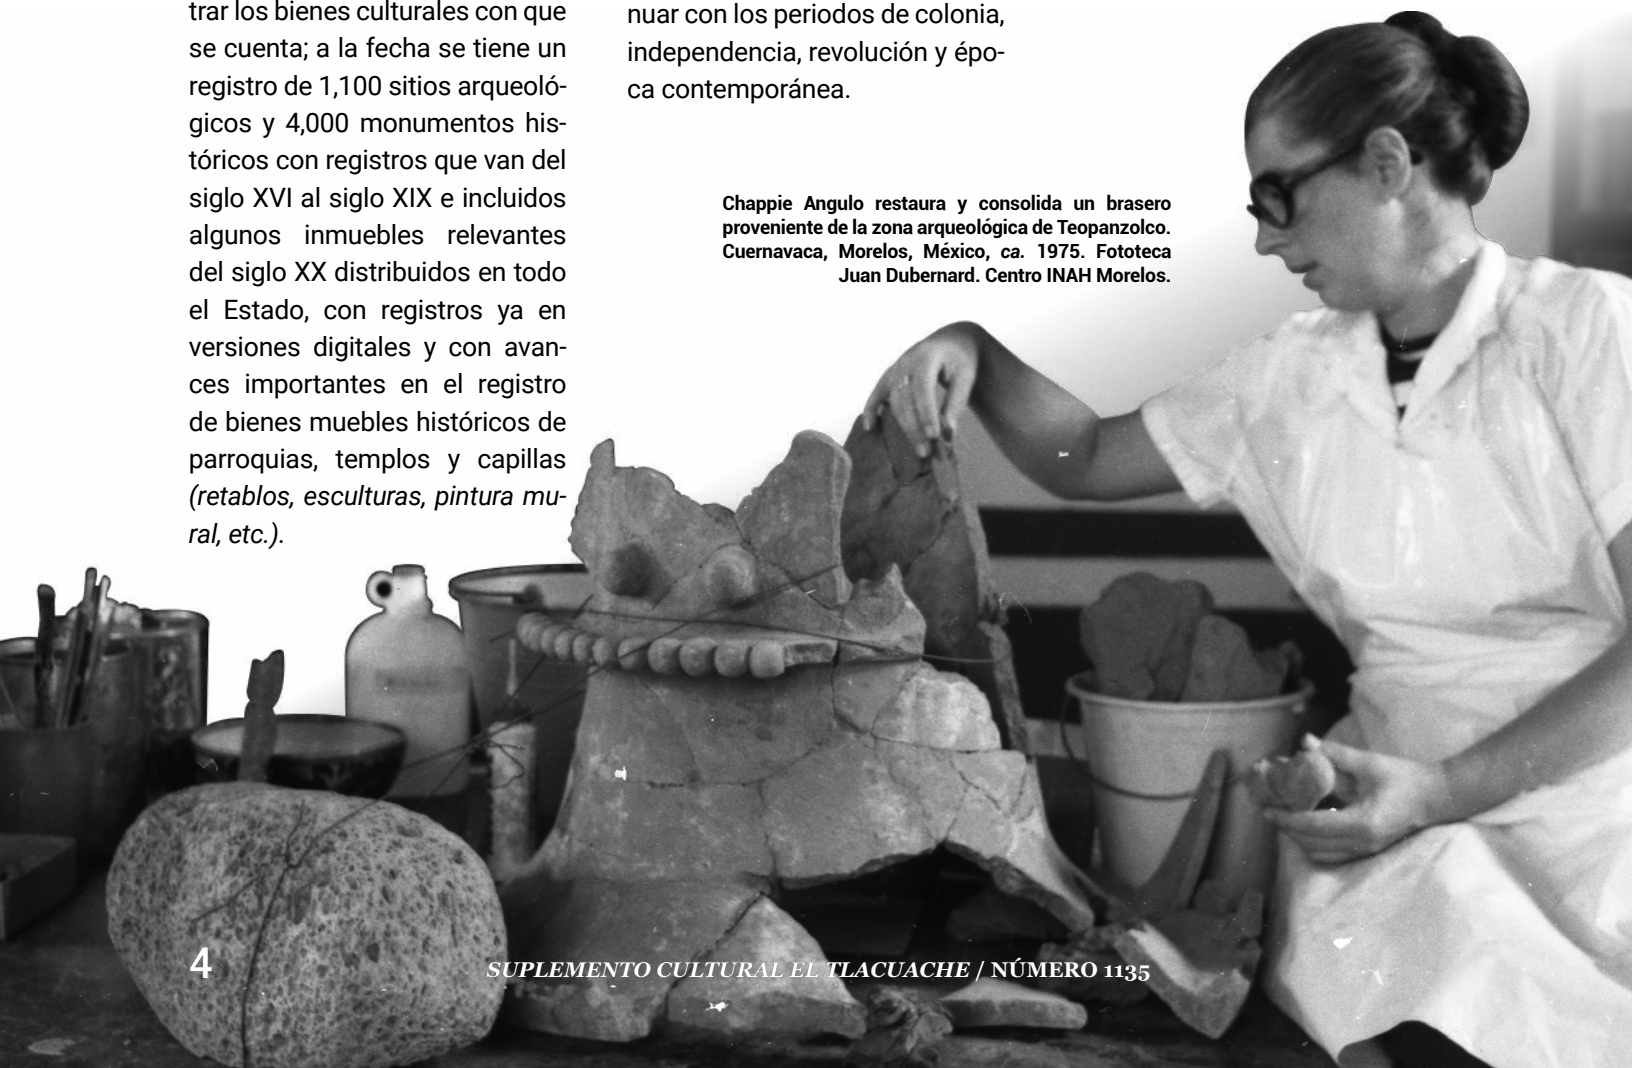 trar los bienes culturales con que
se cuenta; a la fecha se tiene un
registro de 1,100 sitios arqueoló-
gicos y 4,000 monumentos his-
tóricos con registros que van del
siglo XVI al siglo XIX e incluidos
algunos inmuebles relevantes
del siglo XX distribuidos en todo
el Estado, con registros ya en
versiones digitales y con avan-
ces importantes en el registro
de bienes muebles históricos de
parroquias, templos y capillas
(retablos, esculturas, pintura mu-
ral, etc.).
nuar con los periodos de colonia,
independencia, revolución y épo-
ca contemporánea.
Chappie Angulo restaura y consolida un brasero
proveniente de la zona arqueológica de Teopanzolco.
Cuernavaca, Morelos, México, ca. 1975. Fototeca
Juan Dubernard. Centro INAH Morelos.
4
SUPLEMENTO CULTURAL EL TLACUACHE / NÚMERO 1135